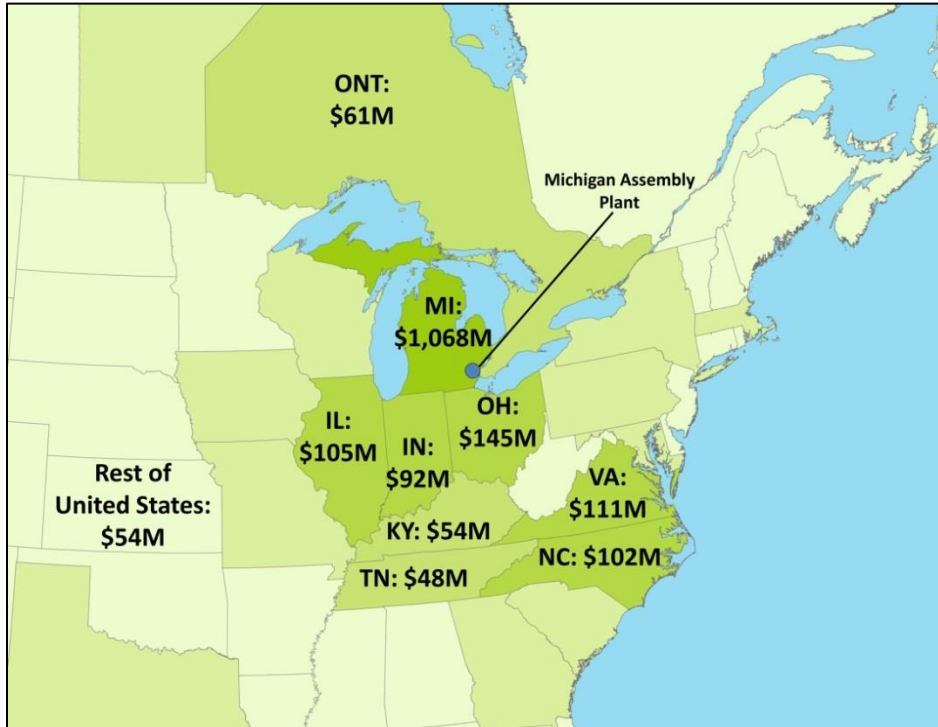 ONT:
$61M
Michigan Assembly
Plant
MI:
$1,068M
IL:
$105M
IN:
$92M
OH:
$145M
Rest of
United States:
$54M
VA:
$111M
KY: $54M
NC: $102M
TN: $48M